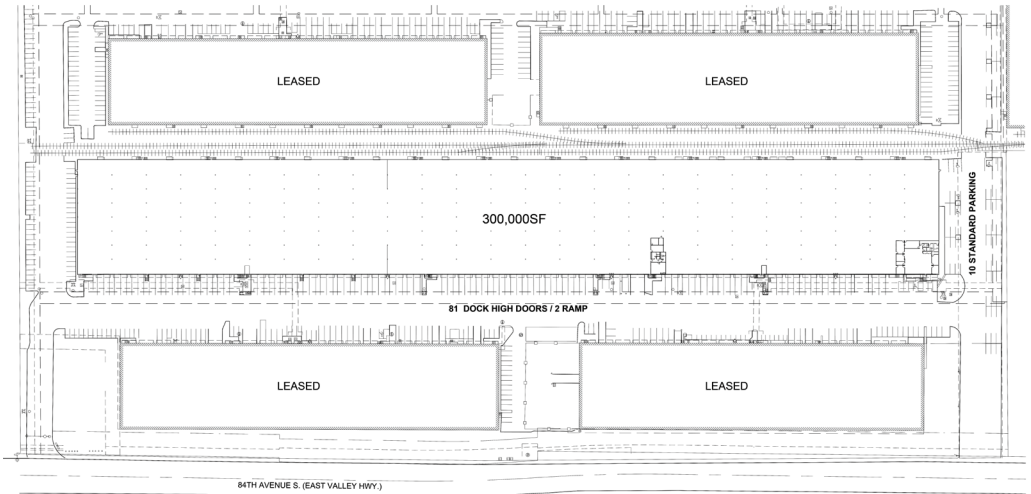 LEASED
LEASED
300,000SF
10 STANDARD PARKING
81 DOCK HIGH DOORS / 2 RAMP
LEASED
LEASED
84TH AVENUE S. (EAST VALLEY HWY.)